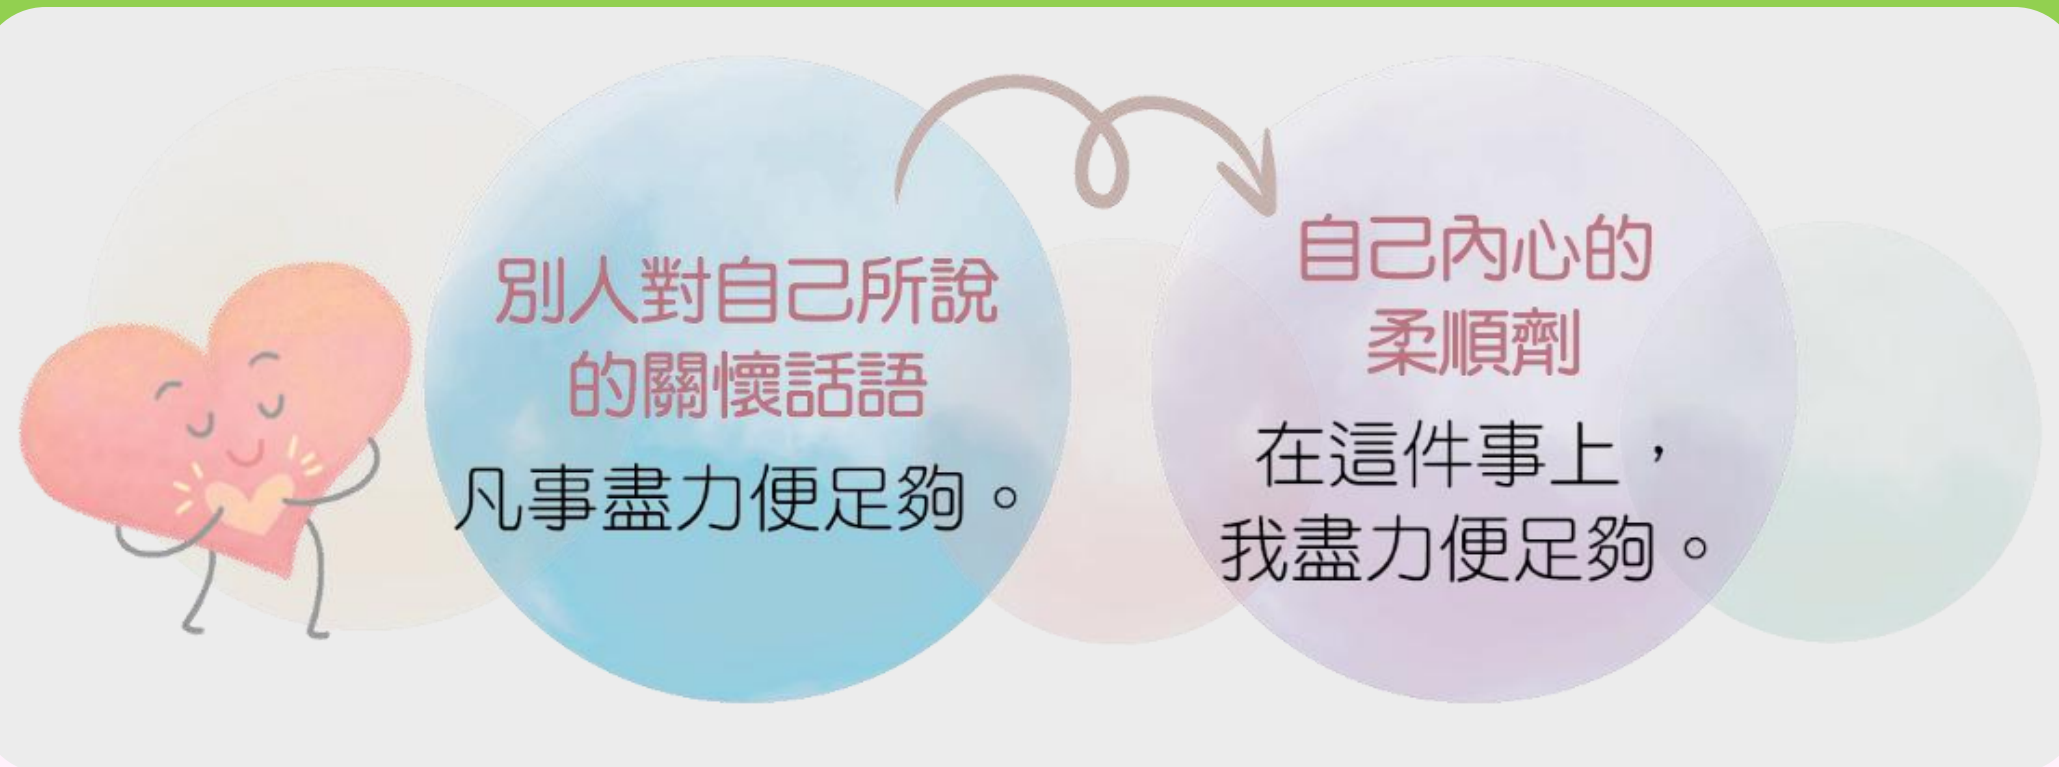 別人對自己所說
的關懷話語
凡事盡力便足夠。
自己內心的
柔順劑
在這件事上，
我盡力便足夠。